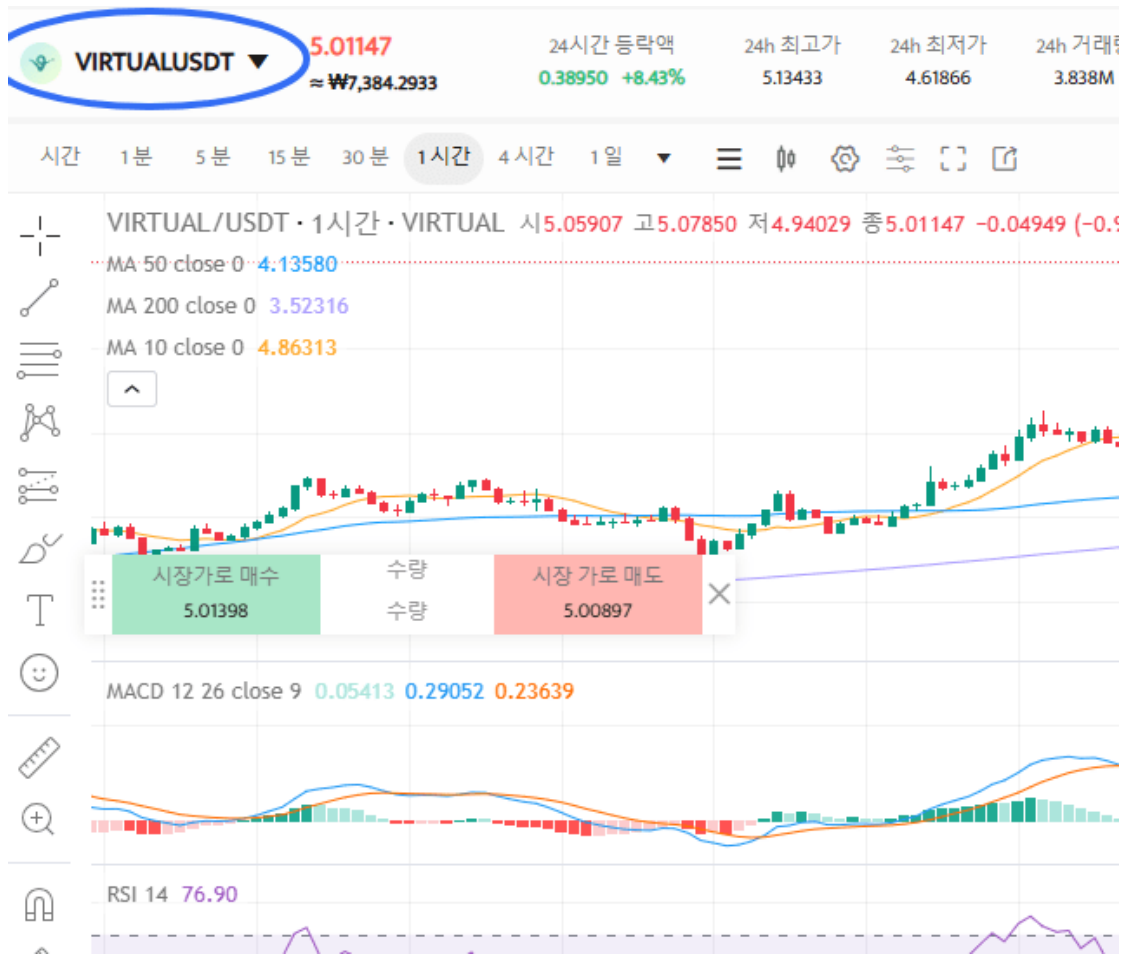 VIRTUALUSDT ▼
5.01147
≈ ₩7,384.2933
24시간 등락액
0.38950 +8.43%
24h 최고가
5.13433
24h 최저가
4.61866
24h 거래
3.838M
시간 1분 5분 15분 30분 1시간 4시간 1일 ▼
VIRTUAL/USDT · 1시간 · VIRTUAL 시5.05907 고5.07850 저4.94029 종5.01147 −0.04949 (−0.9
MA 50 close 0 4.13580
MA 200 close 0 3.52316
MA 10 close 0 4.86313
시장가로 매수
5.01398
수량
수량
시장 가로 매도
5.00897
MACD 12 26 close 9 0.05413 0.29052 0.23639
RSI 14 76.90